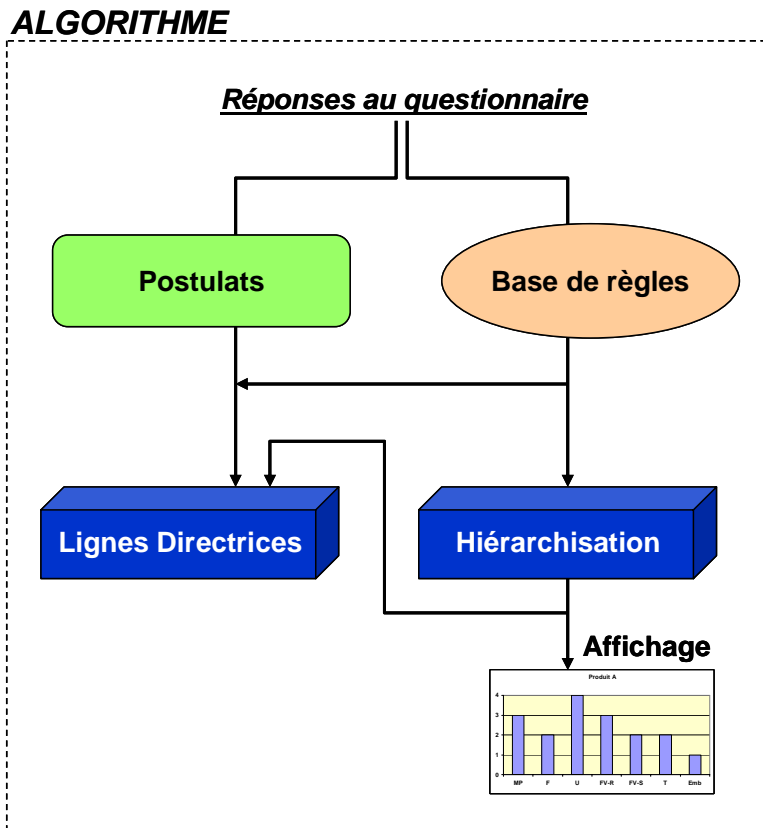 ALGORITHME
Réponses au questionnaire
Postulats
Base de règles
Lignes Directrices
Hiérarchisation
Affichage
Produit A
4
3
2
1
0
MP F U FV-R FV-S T Emb